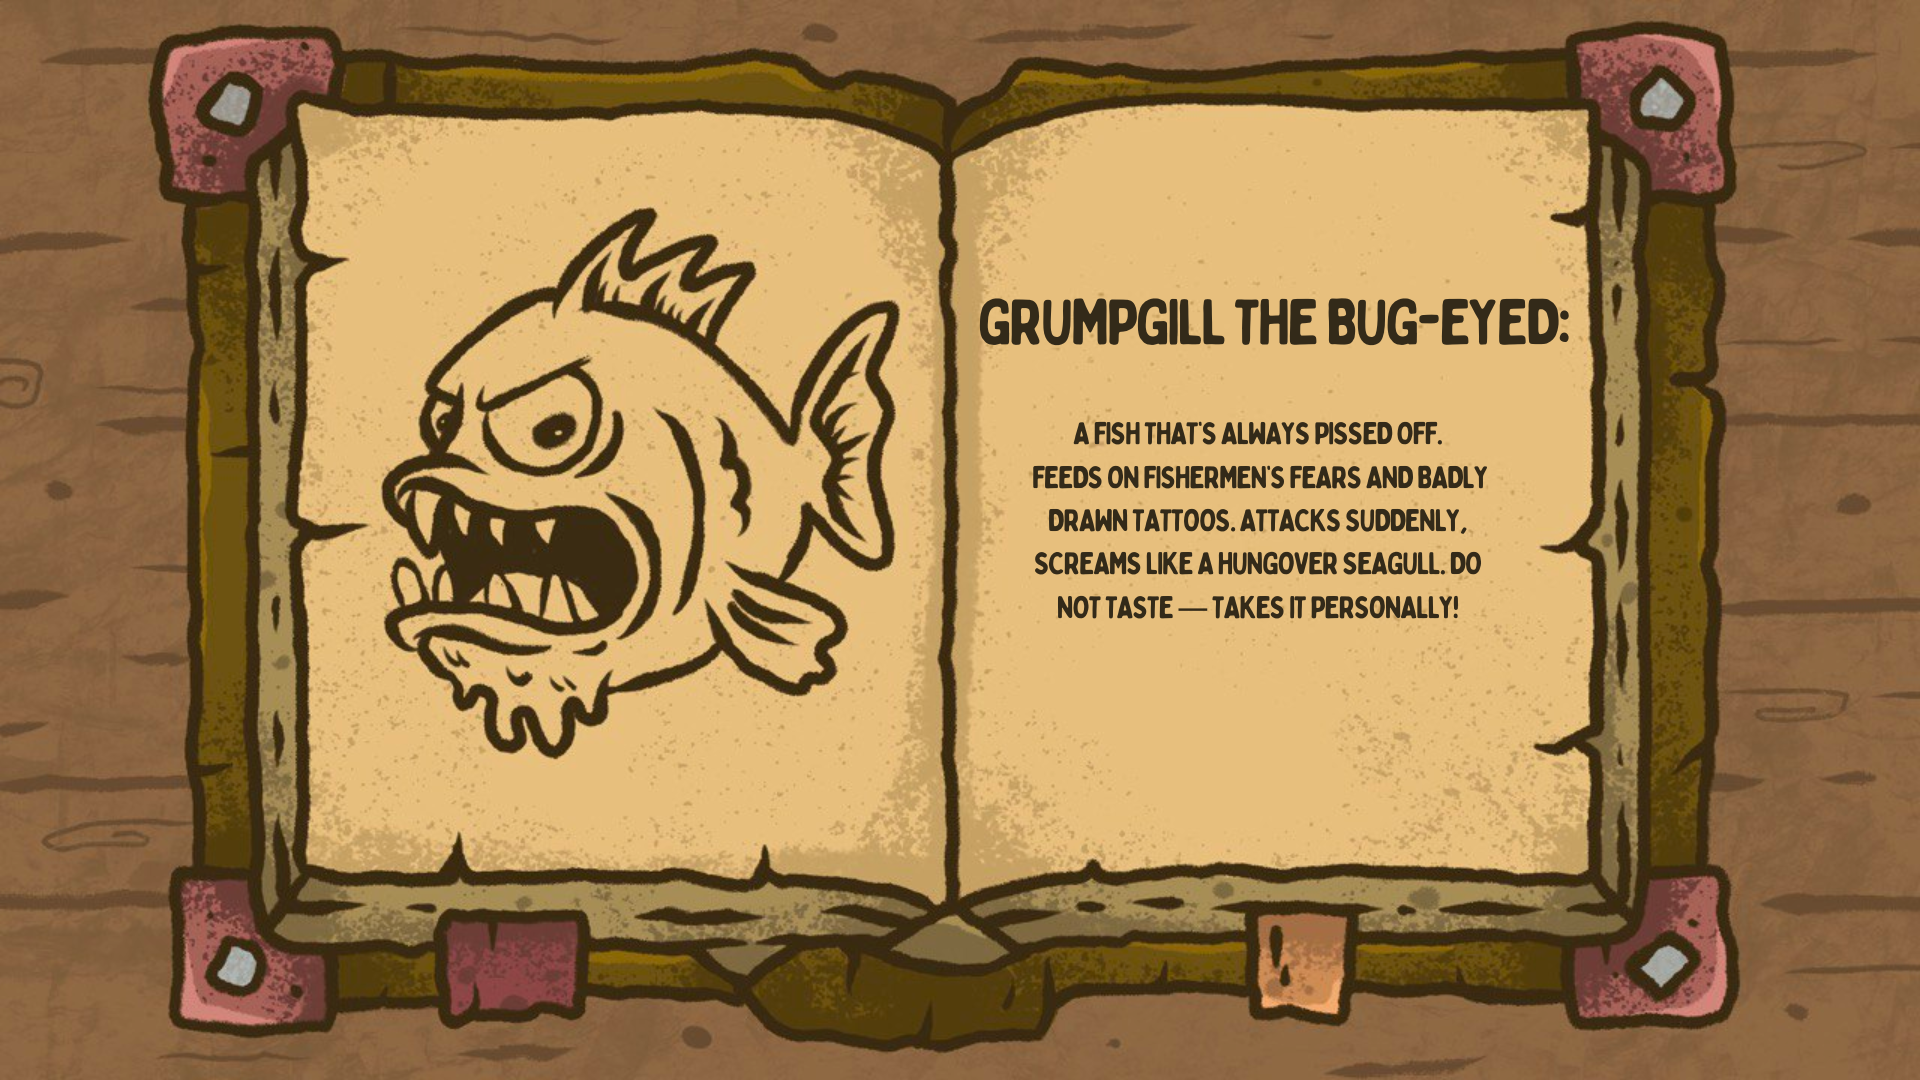 GRUMPGILL THE BUG-EYED:
A FISH THAT'S ALWAYS PISSED OFF.
FEEDS ON FISHERMEN'S FEARS AND BADLY
DRAWN TATTOOS. ATTACKS SUDDENLY,
SCREAMS LIKE A HUNGOVER SEAGULL. DO
NOT TASTE — TAKES IT PERSONALLY!